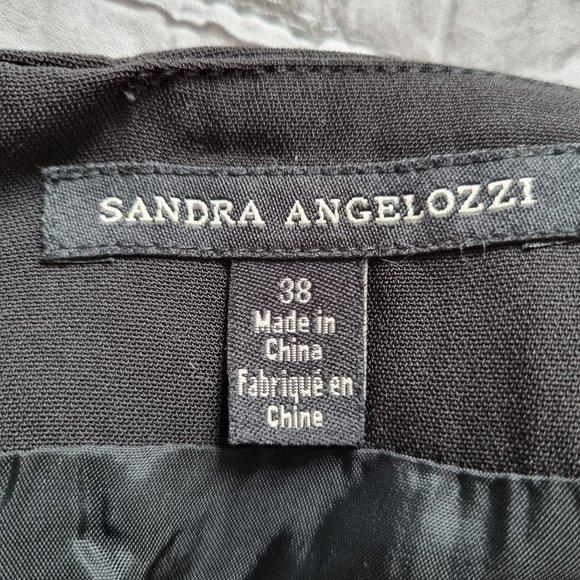 SANDRA ANGELOZZI
38
Made in
China
Fabriqué en
Chine